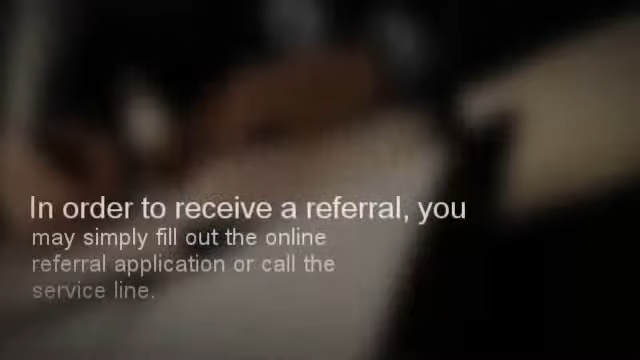 In order to receive a referral, you
may simply fill out the online
referral application or call the
service line.